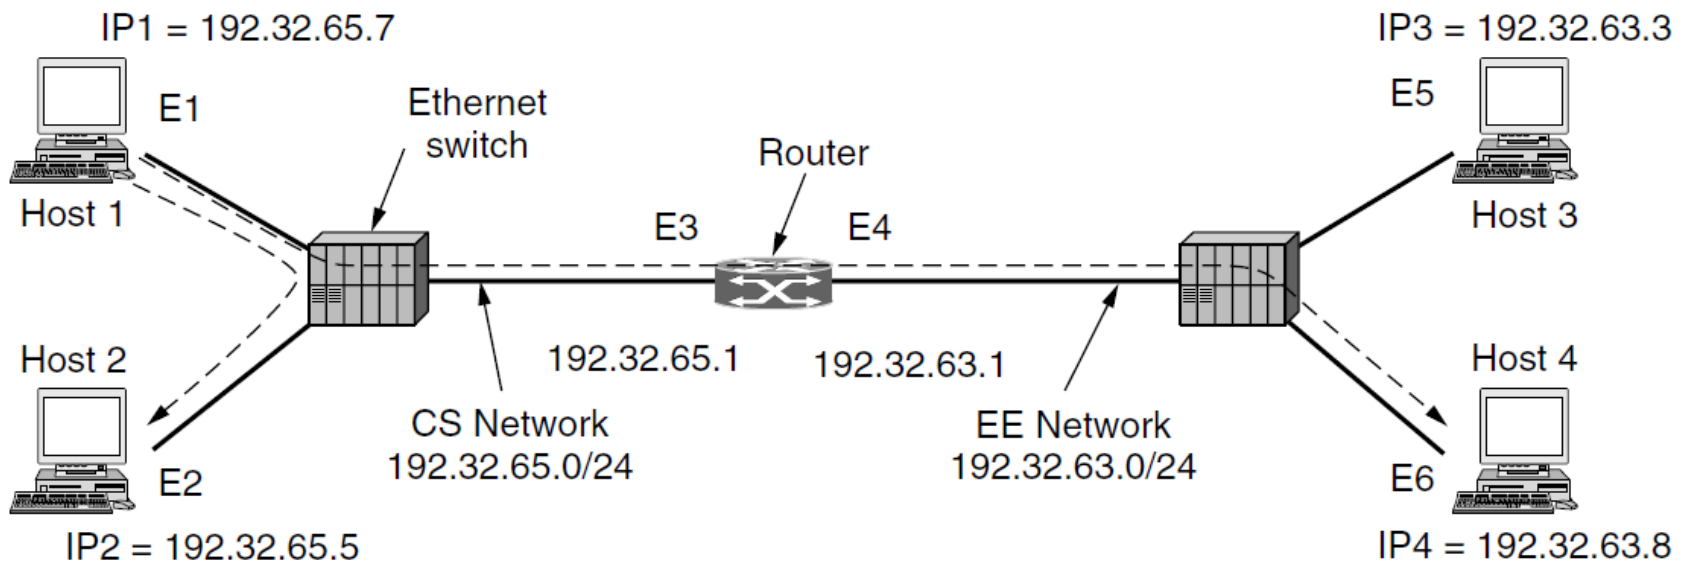 IP1 = 192.32.65.7
IP3 = 192.32.63.3
E1
Ethernet
switch
Router
E5
Host 1
E3
E4
Host 3
Host 2
192.32.65.1
192.32.63.1
Host 4
CS Network
192.32.65.0/24
EE Network
192.32.63.0/24
E2
E6
IP2 = 192.32.65.5
IP4 = 192.32.63.8